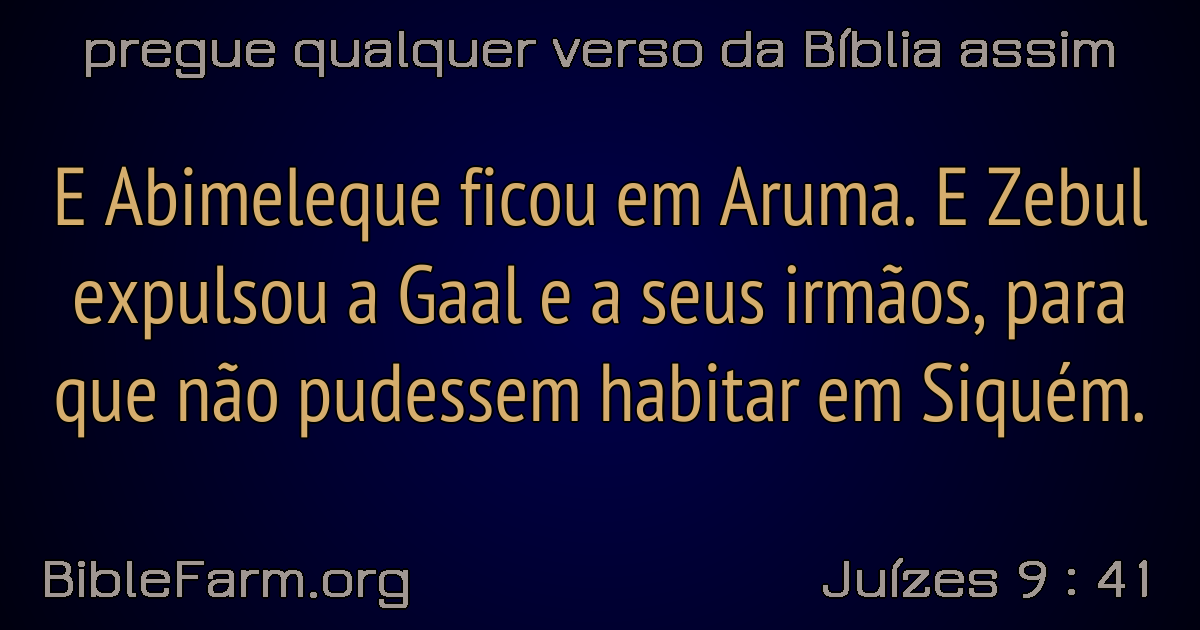 pregue qualquer verso da Bíblia assim
E Abimeleque ficou em Aruma. E Zebul
expulsou a Gaal e a seus irmãos, para
que não pudessem habitar em Siquém.
BibleFarm.org
Juízes 9 : 41